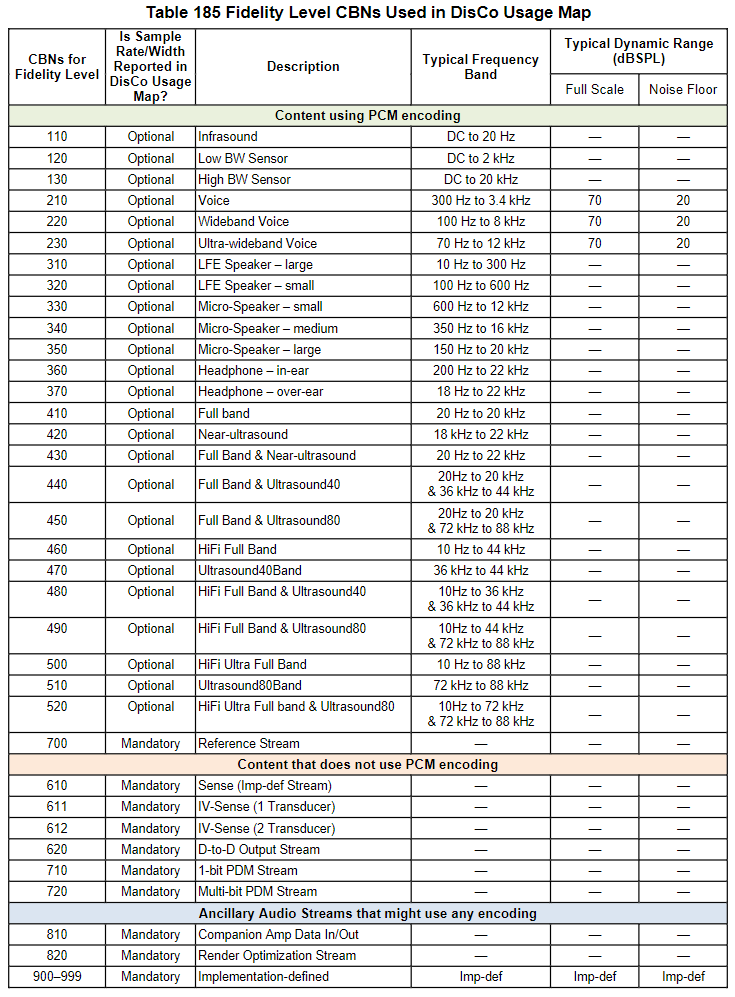 Table 185 Fidelity Level CBNs Used in DisCo Usage Map
CBNs for Fidelity Level | Is Sample Rate/Width Reported in DisCo Usage Map? | Description | Typical Frequency Band | Typical Dynamic Range (dBSPL)
Full Scale | Noise Floor
Content using PCM encoding
110 | Optional | Infrasound | DC to 20 Hz | — | —
120 | Optional | Low BW Sensor | DC to 2 kHz | — | —
130 | Optional | High BW Sensor | DC to 20 kHz | — | —
210 | Optional | Voice | 300 Hz to 3.4 kHz | 70 | 20
220 | Optional | Wideband Voice | 100 Hz to 8 kHz | 70 | 20
230 | Optional | Ultra-wideband Voice | 70 Hz to 12 kHz | 70 | 20
310 | Optional | LFE Speaker – large | 10 Hz to 300 Hz | — | —
320 | Optional | LFE Speaker – small | 100 Hz to 600 Hz | — | —
330 | Optional | Micro-Speaker – small | 600 Hz to 12 kHz | — | —
340 | Optional | Micro-Speaker – medium | 350 Hz to 16 kHz | — | —
350 | Optional | Micro-Speaker – large | 150 Hz to 20 kHz | — | —
360 | Optional | Headphone – in-ear | 200 Hz to 22 kHz | — | —
370 | Optional | Headphone – over-ear | 18 Hz to 22 kHz | — | —
410 | Optional | Full band | 20 Hz to 20 kHz | — | —
420 | Optional | Near-ultrasound | 18 kHz to 22 kHz | — | —
430 | Optional | Full Band & Near-ultrasound | 20 Hz to 22 kHz | — | —
440 | Optional | Full Band & Ultrasound40 | 20Hz to 20 kHz & 36 kHz to 44 kHz | — | —
450 | Optional | Full Band & Ultrasound80 | 20Hz to 20 kHz & 72 kHz to 88 kHz | — | —
460 | Optional | HiFi Full Band | 10 Hz to 44 kHz | — | —
470 | Optional | Ultrasound40Band | 36 kHz to 44 kHz | — | —
480 | Optional | HiFi Full Band & Ultrasound40 | 10Hz to 36 kHz & 36 kHz to 44 kHz | — | —
490 | Optional | HiFi Full Band & Ultrasound80 | 10Hz to 44 kHz & 72 kHz to 88 kHz | — | —
500 | Optional | HiFi Ultra Full Band | 10 Hz to 88 kHz | — | —
510 | Optional | Ultrasound80Band | 72 kHz to 88 kHz | — | —
520 | Optional | HiFi Ultra Full band & Ultrasound80 | 10Hz to 72 kHz & 72 kHz to 88 kHz | — | —
700 | Mandatory | Reference Stream | — | — | —
Content that does not use PCM encoding
610 | Mandatory | Sense (Imp-def Stream) | — | — | —
611 | Mandatory | IV-Sense (1 Transducer) | — | — | —
612 | Mandatory | IV-Sense (2 Transducer) | — | — | —
620 | Mandatory | D-to-D Output Stream | — | — | —
710 | Mandatory | 1-bit PDM Stream | — | — | —
720 | Mandatory | Multi-bit PDM Stream | — | — | —
Ancillary Audio Streams that might use any encoding
810 | Mandatory | Companion Amp Data In/Out | — | — | —
820 | Mandatory | Render Optimization Stream | — | — | —
900–999 | Mandatory | Implementation-defined | Imp-def | Imp-def | Imp-def